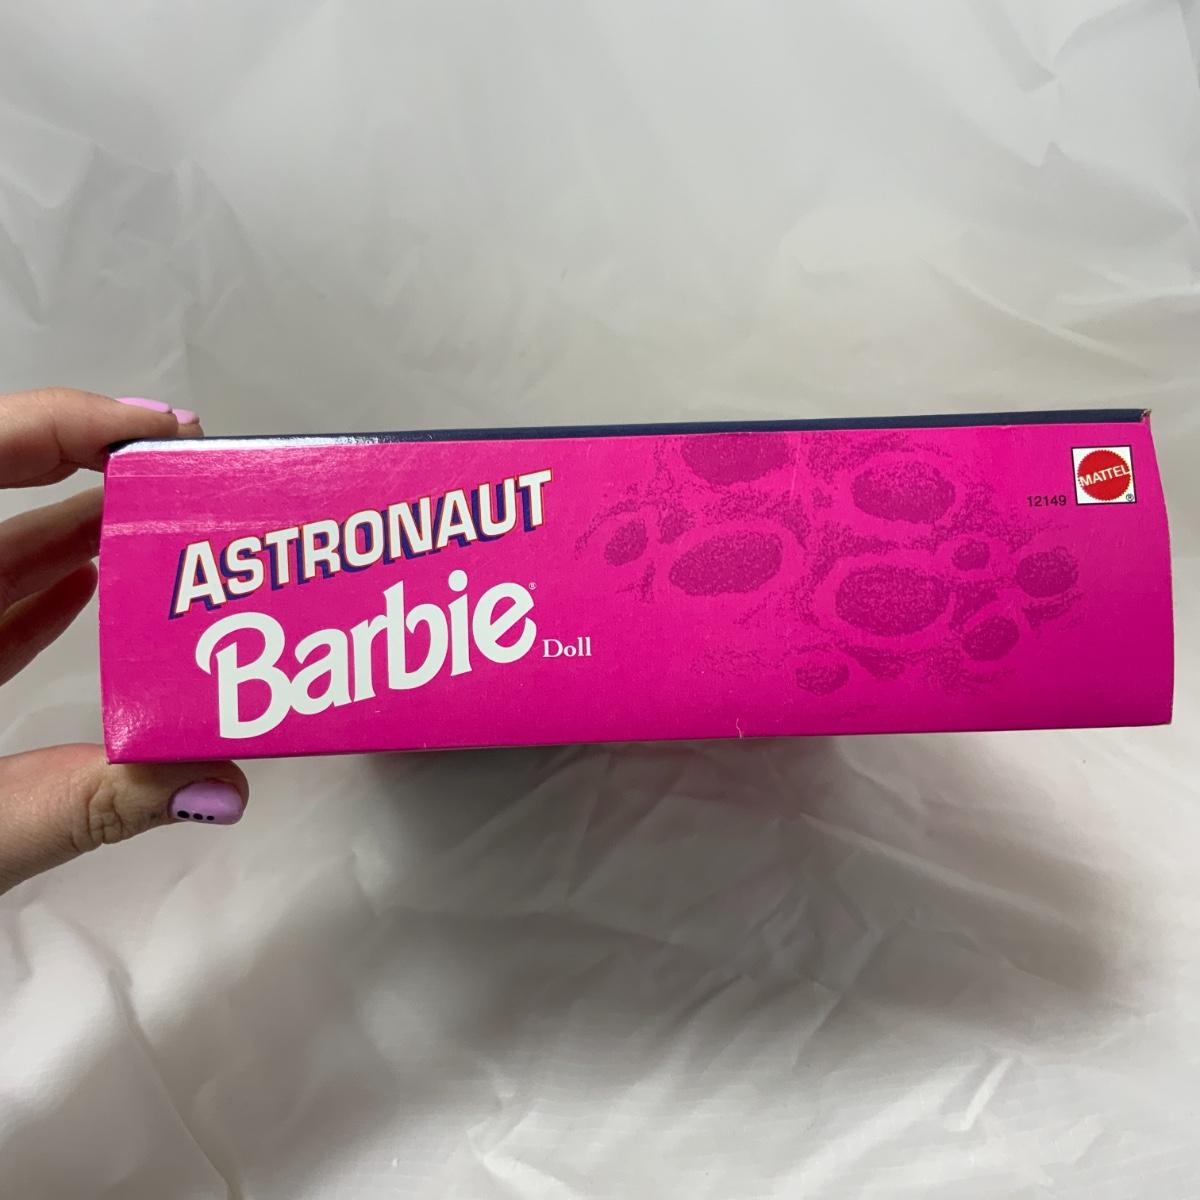 ASTRONAUT
Barbie®
Doll
12149
MATTEL
®